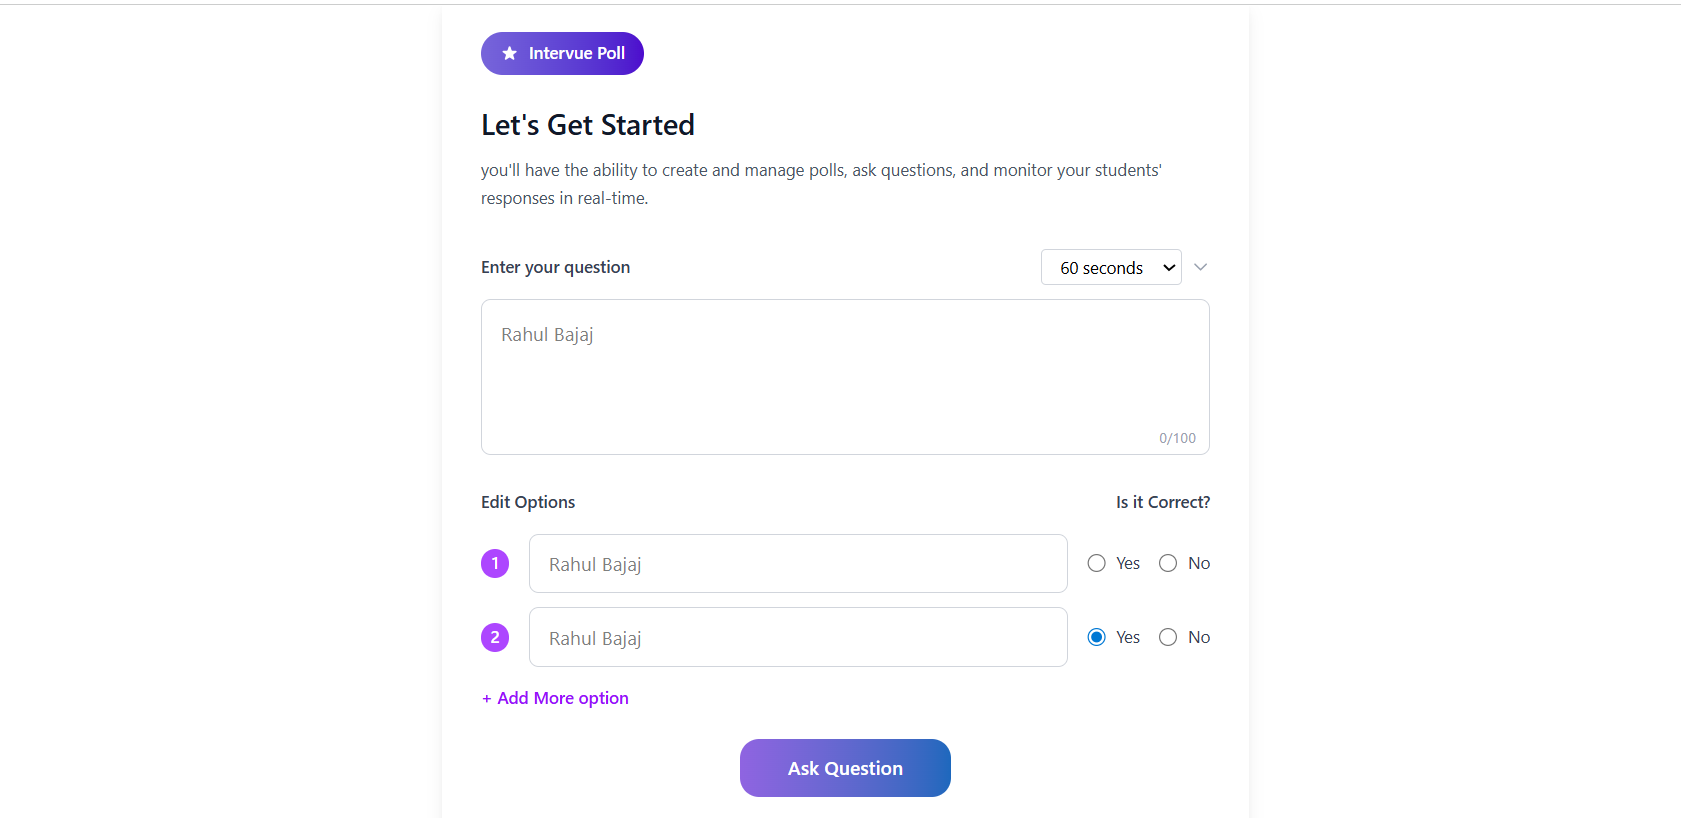 Intervue Poll
Let's Get Started
you'll have the ability to create and manage polls, ask questions, and monitor your students'
responses in real-time.
Enter your question
60 seconds
Rahul Bajaj
0/100
Edit Options
Is it Correct?
1
Rahul Bajaj
Yes
No
2
Rahul Bajaj
Yes
No
+ Add More option
Ask Question